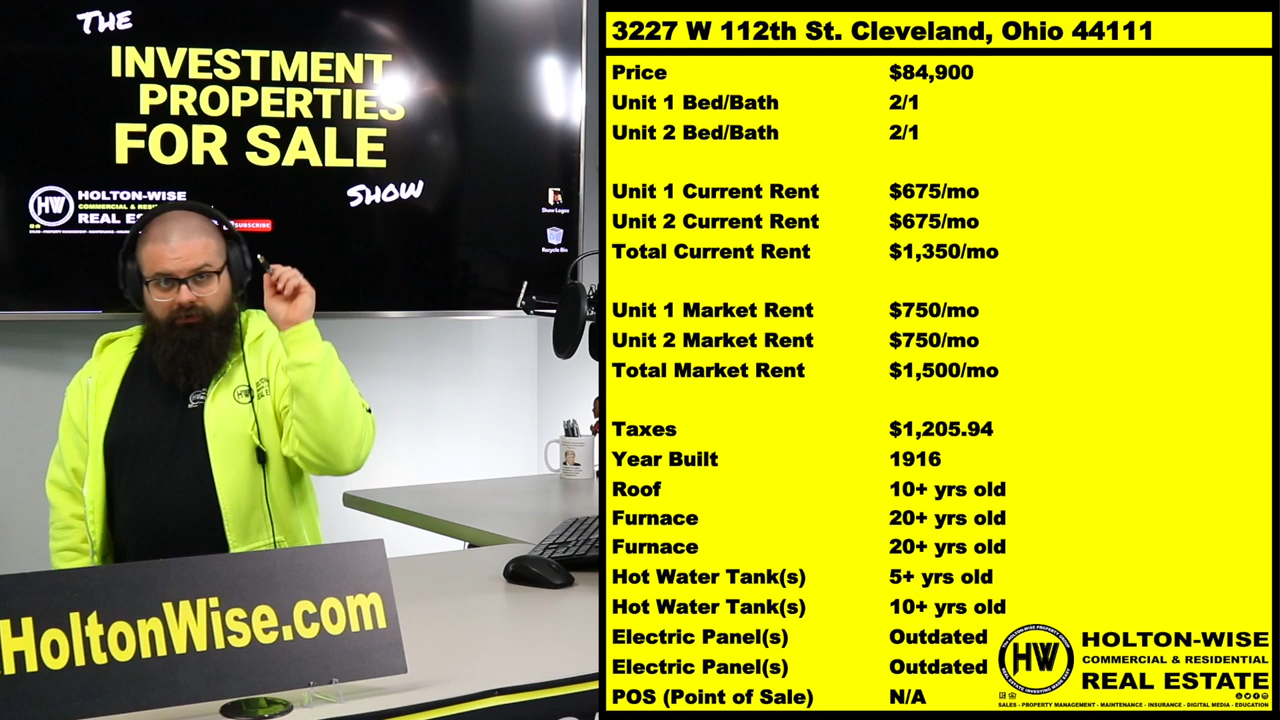 THE
INVESTMENT
PROPERTIES
FOR SALE
SHOW
HW
HOLTON-WISE
REAL
SUBSCRIBE
Show Logos
Recycle Bin
HoltonWise.com
3227 W 112th St. Cleveland, Ohio 44111
Price $84,900
Unit 1 Bed/Bath 2/1
Unit 2 Bed/Bath 2/1
Unit 1 Current Rent $675/mo
Unit 2 Current Rent $675/mo
Total Current Rent $1,350/mo
Unit 1 Market Rent $750/mo
Unit 2 Market Rent $750/mo
Total Market Rent $1,500/mo
Taxes $1,205.94
Year Built 1916
Roof 10+ yrs old
Furnace 20+ yrs old
Furnace 20+ yrs old
Hot Water Tank(s) 5+ yrs old
Hot Water Tank(s) 10+ yrs old
Electric Panel(s) Outdated
Electric Panel(s) Outdated
POS (Point of Sale) N/A
HW
HOLTON-WISE
COMMERCIAL & RESIDENTIAL
REAL ESTATE
SALES - PROPERTY MANAGEMENT - MAINTENANCE - INSURANCE - DIGITAL MEDIA - EDUCATION